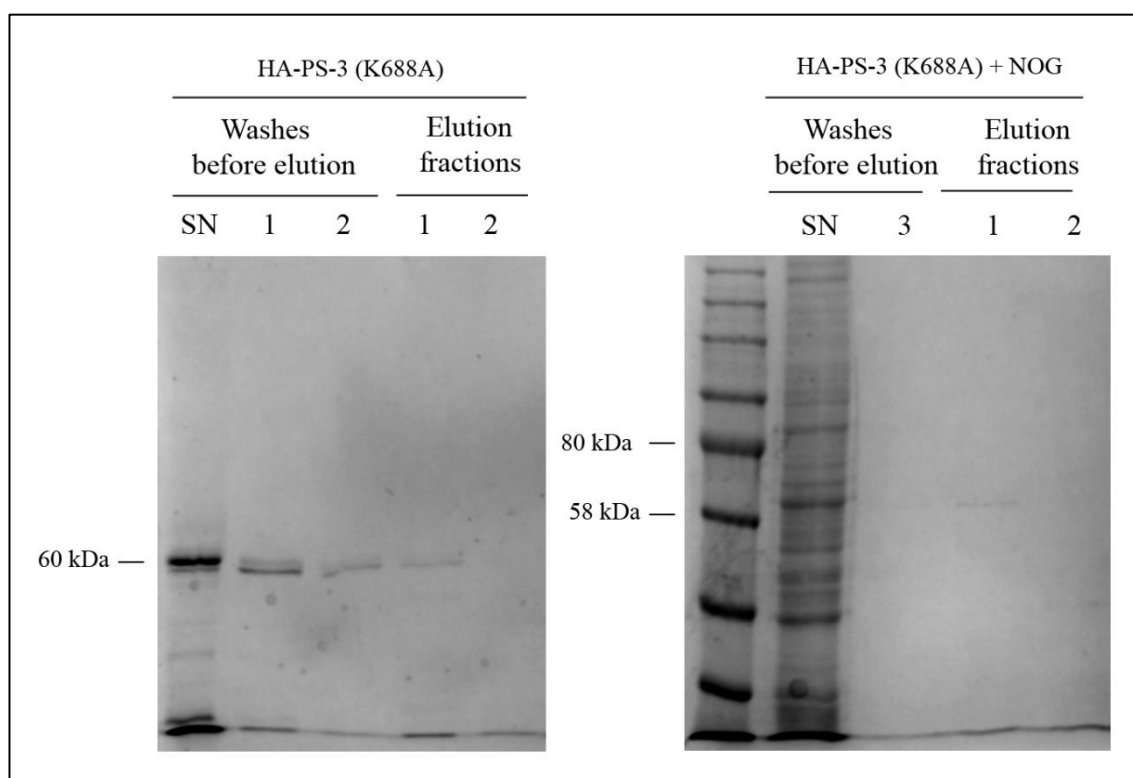 HA-PS-3 (K688A)
Washes before elution
Elution fractions
SN 1 2 1 2
60 kDa
HA-PS-3 (K688A) + NOG
Washes before elution
Elution fractions
SN 3 1 2
80 kDa
58 kDa